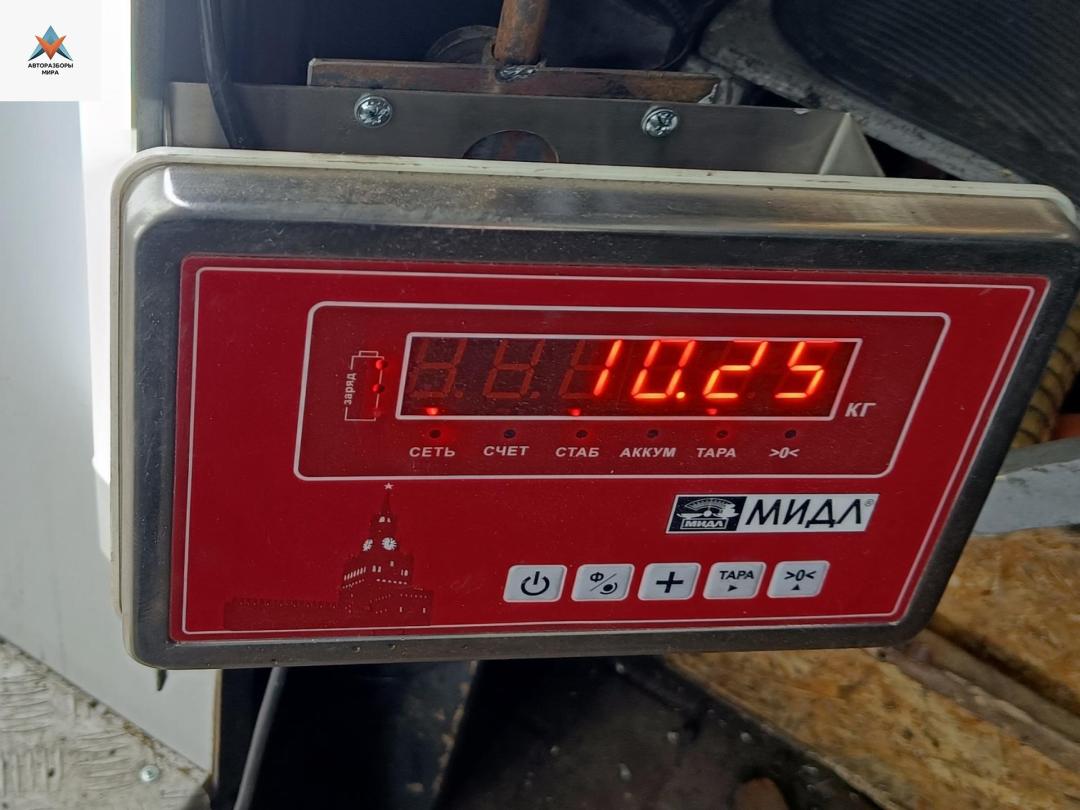 АВТОРАЗБОРЫ
МИРА
заряд
10.25
кг
СЕТЬ СЧЕТ СТАБ АККУМ ТАРА >0<
МИДЛ МИДЛ®
Ф ТАРА >0<